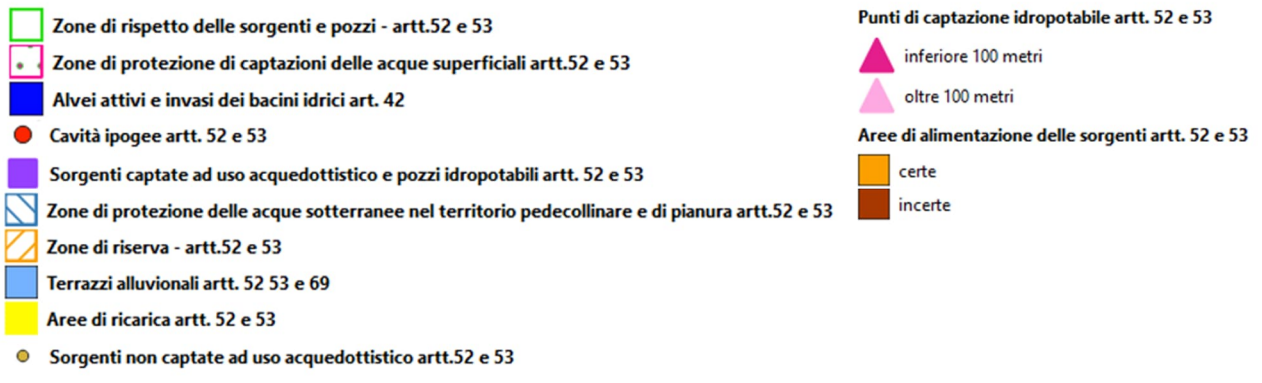 Zone di rispetto delle sorgenti e pozzi - artt.52 e 53
Zone di protezione di captazioni delle acque superficiali artt.52 e 53
Alvei attivi e invasi dei bacini idrici art. 42
Cavità ipogee artt. 52 e 53
Sorgenti captate ad uso acquedottistico e pozzi idropotabili artt. 52 e 53
Zone di protezione delle acque sotterranee nel territorio pedecollinare e di pianura artt.52 e 53
Zone di riserva - artt.52 e 53
Terrazzi alluvionali artt. 52 53 e 69
Aree di ricarica artt. 52 e 53
Sorgenti non captate ad uso acquedottistico artt.52 e 53
Punti di captazione idropotabile artt. 52 e 53
inferiore 100 metri
oltre 100 metri
Aree di alimentazione delle sorgenti artt. 52 e 53
certe
incerte